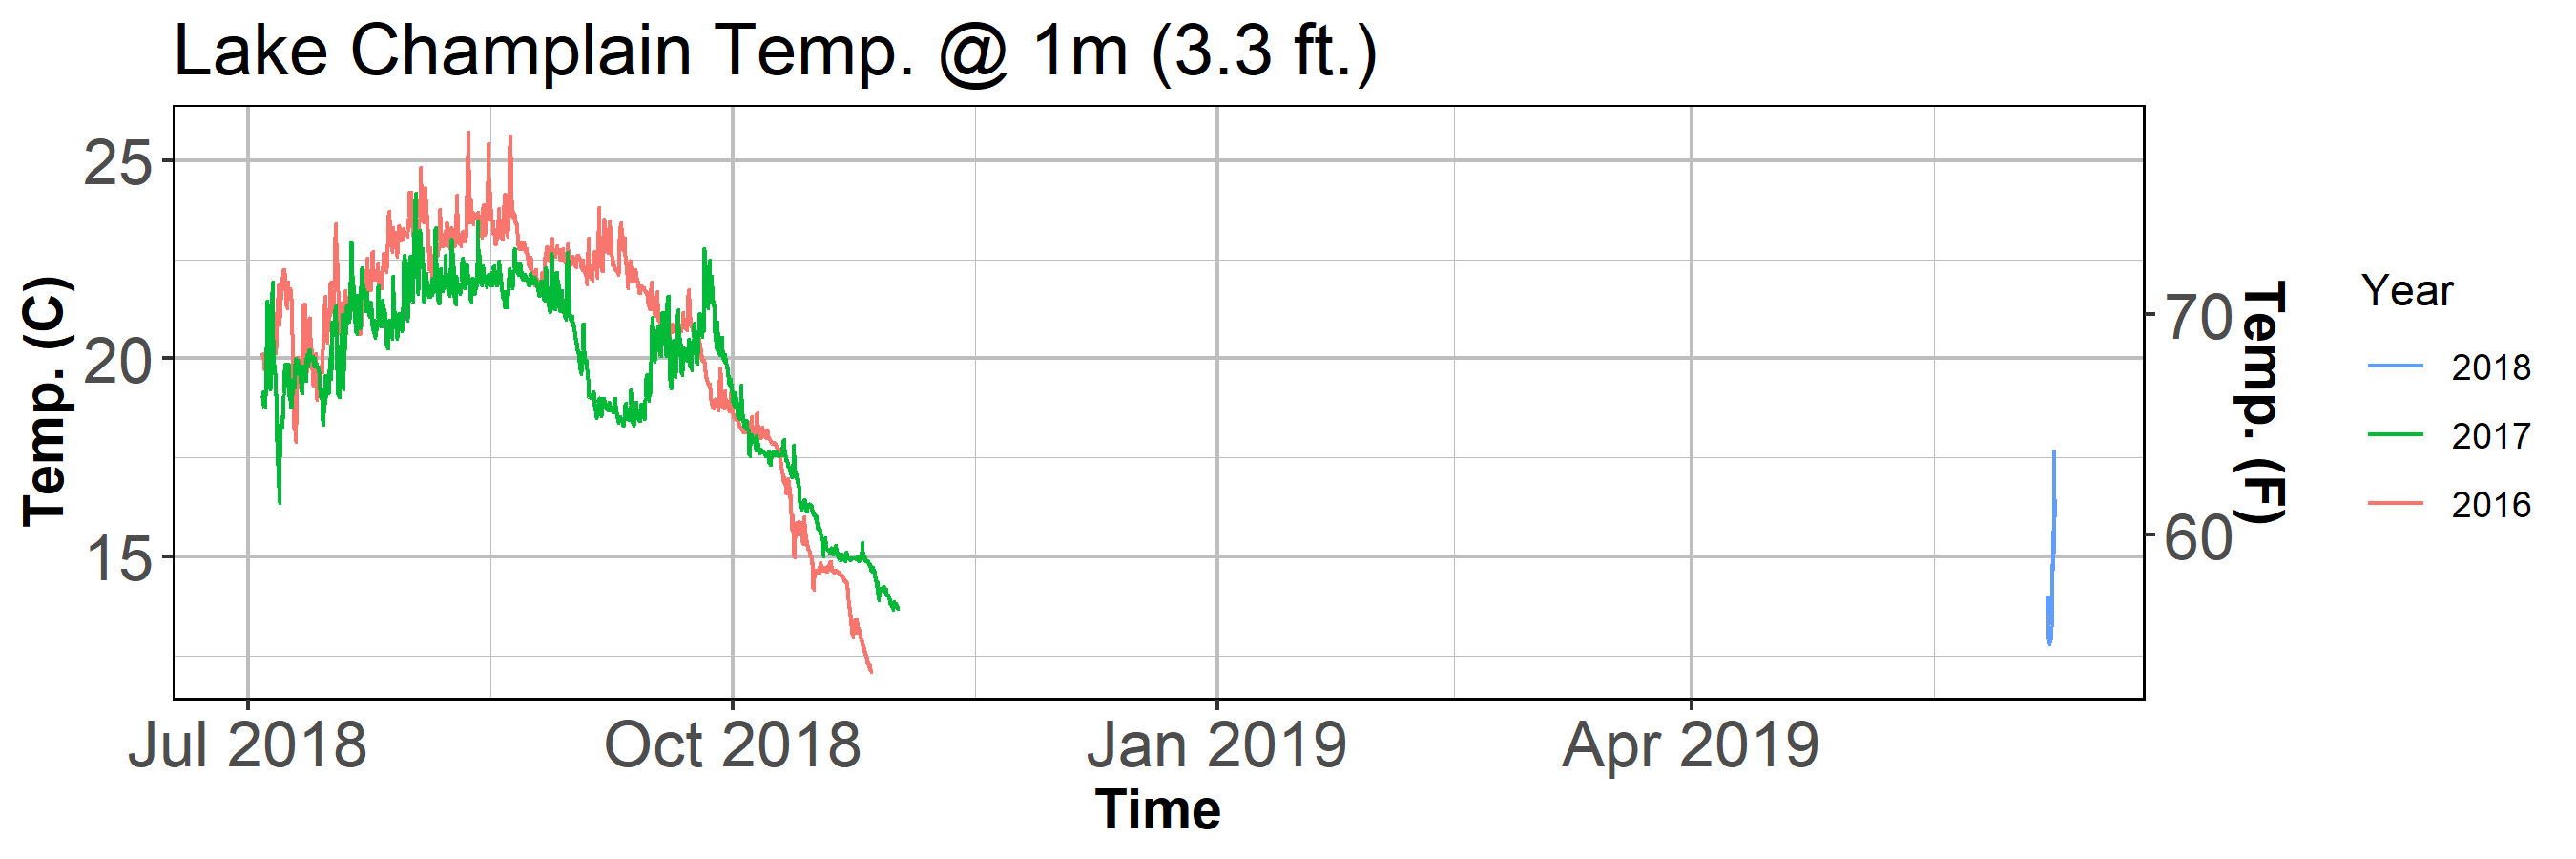 Lake Champlain Temp. @ 1m (3.3 ft.)
25
20
15
Temp. (C)
70
60
Temp. (F)
Jul 2018 Oct 2018 Jan 2019 Apr 2019
Time
Year
2018
2017
2016